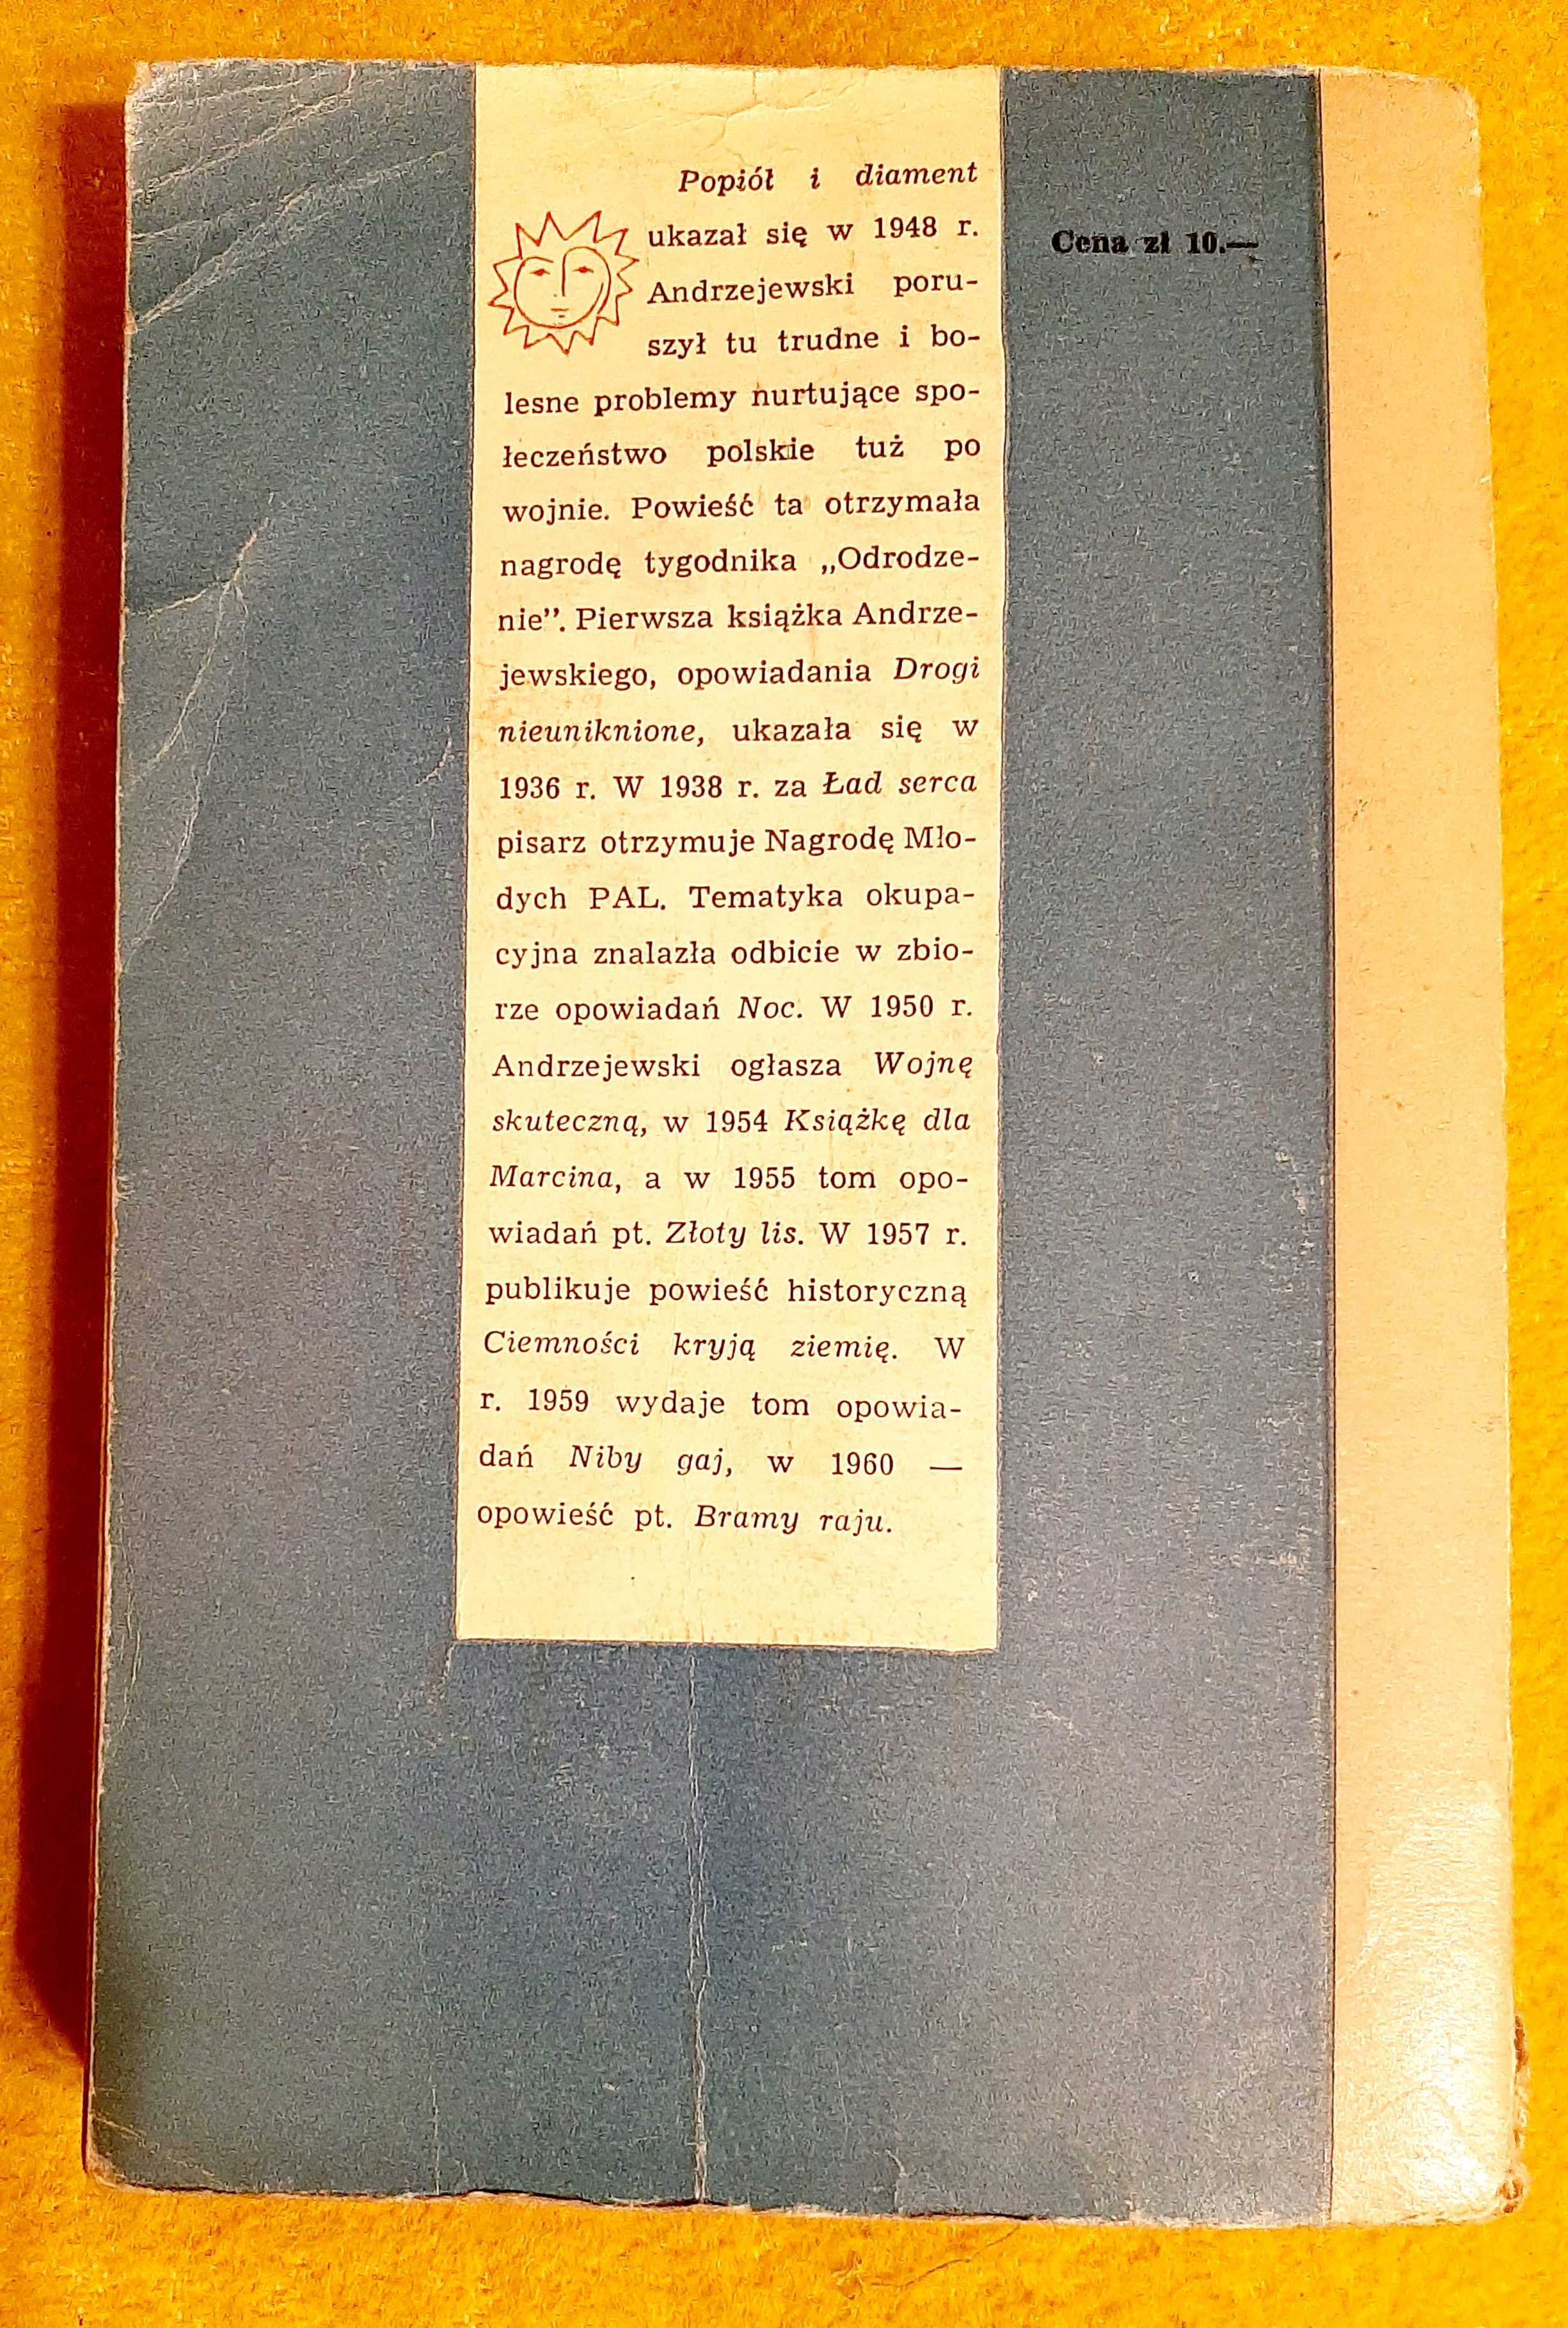 Popiół i diament
ukazał się w 1948 r.
Andrzejewski poru-
szył tu trudne i bo-
lesne problemy nurtujące spo-
łeczeństwo polskie tuż po
wojnie. Powieść ta otrzymała
nagrodę tygodnika „Odrodze-
nie”. Pierwsza książka Andrze-
jewskiego, opowiadania Drogi
nieuniknione, ukazała się w
1936 r. W 1938 r. za Ład serca
pisarz otrzymuje Nagrodę Mło-
dych PAL. Tematyka okupa-
cyjna znalazła odbicie w zbio-
rze opowiadań Noc. W 1950 r.
Andrzejewski ogłasza Wojnę
skuteczną, w 1954 Książkę dla
Marcina, a w 1955 tom opo-
wiadań pt. Złoty lis. W 1957 r.
publikuje powieść historyczną
Ciemności kryją ziemię. W
r. 1959 wydaje tom opowia-
dań Niby gaj, w 1960 —
opowieść pt. Bramy raju.
Cena zł 10.—